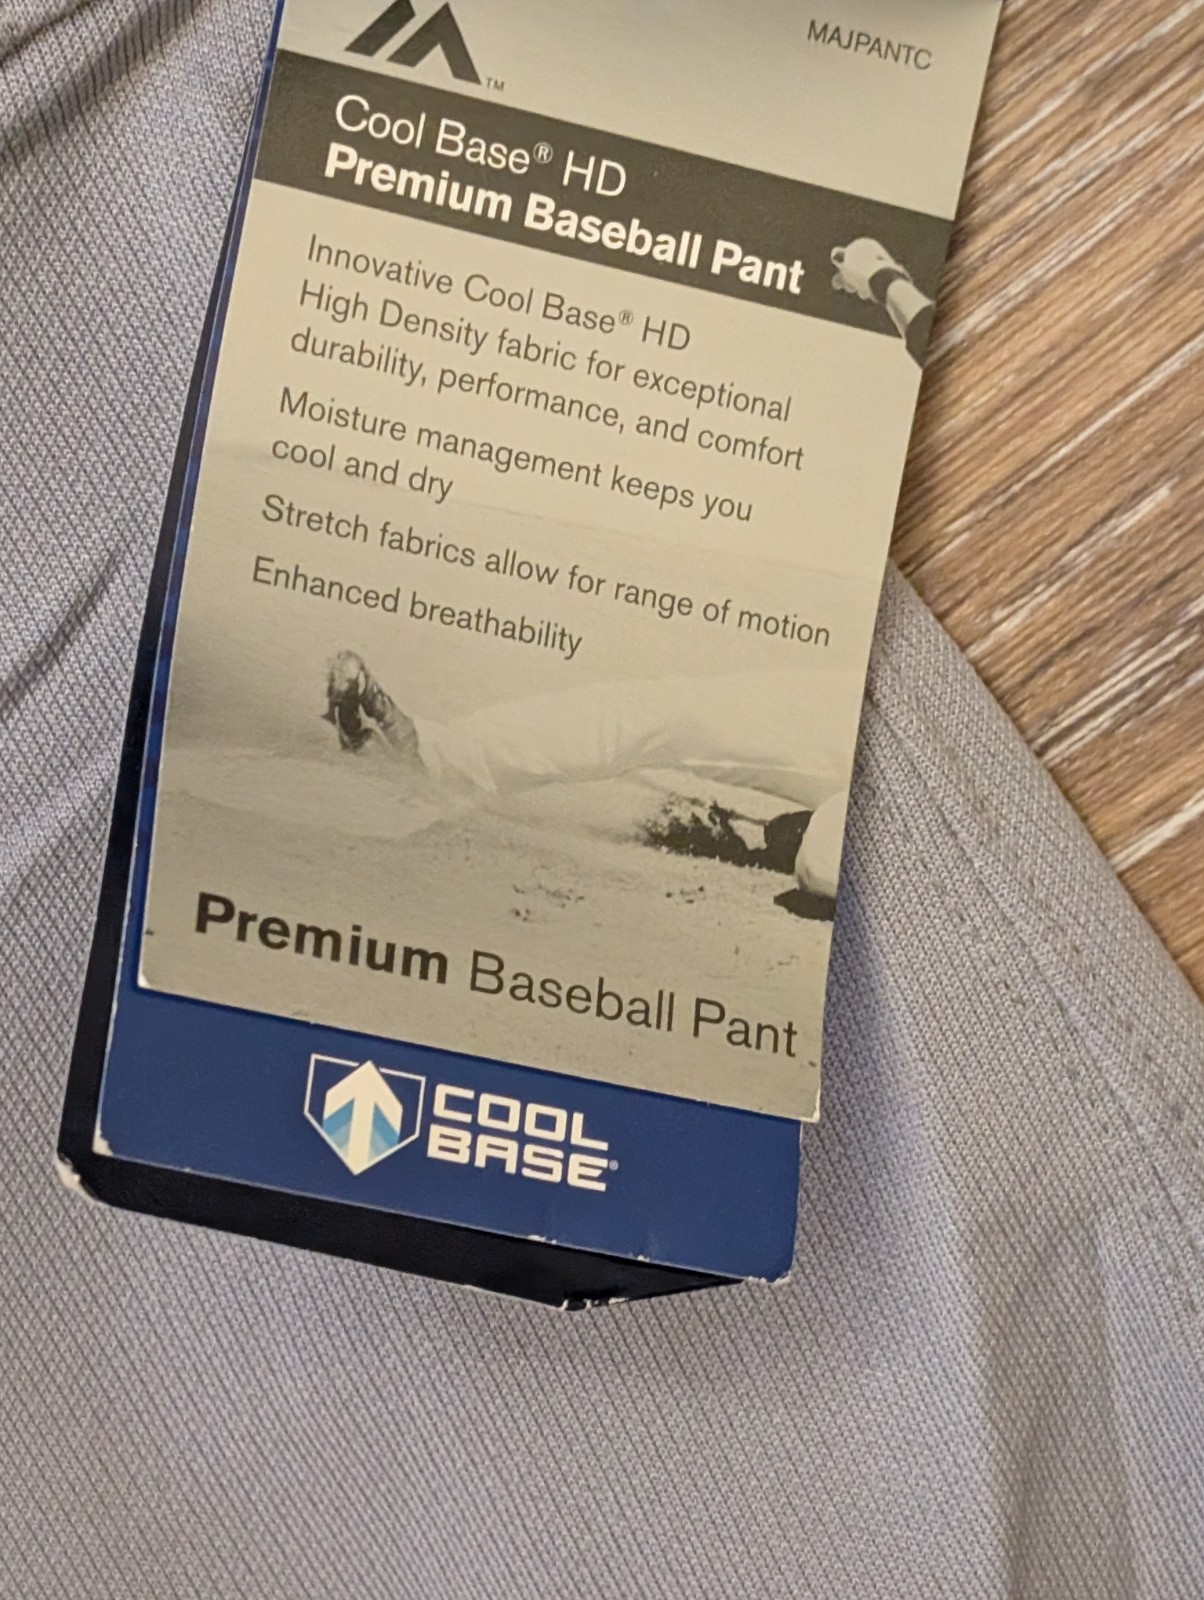 MAJPANTC
TM
Cool Base® HD
Premium Baseball Pant
Innovative Cool Base® HD
High Density fabric for exceptional
durability, performance, and comfort
Moisture management keeps you
cool and dry
Stretch fabrics allow for range of motion
Enhanced breathability
Premium Baseball Pant
COOL
BASE®